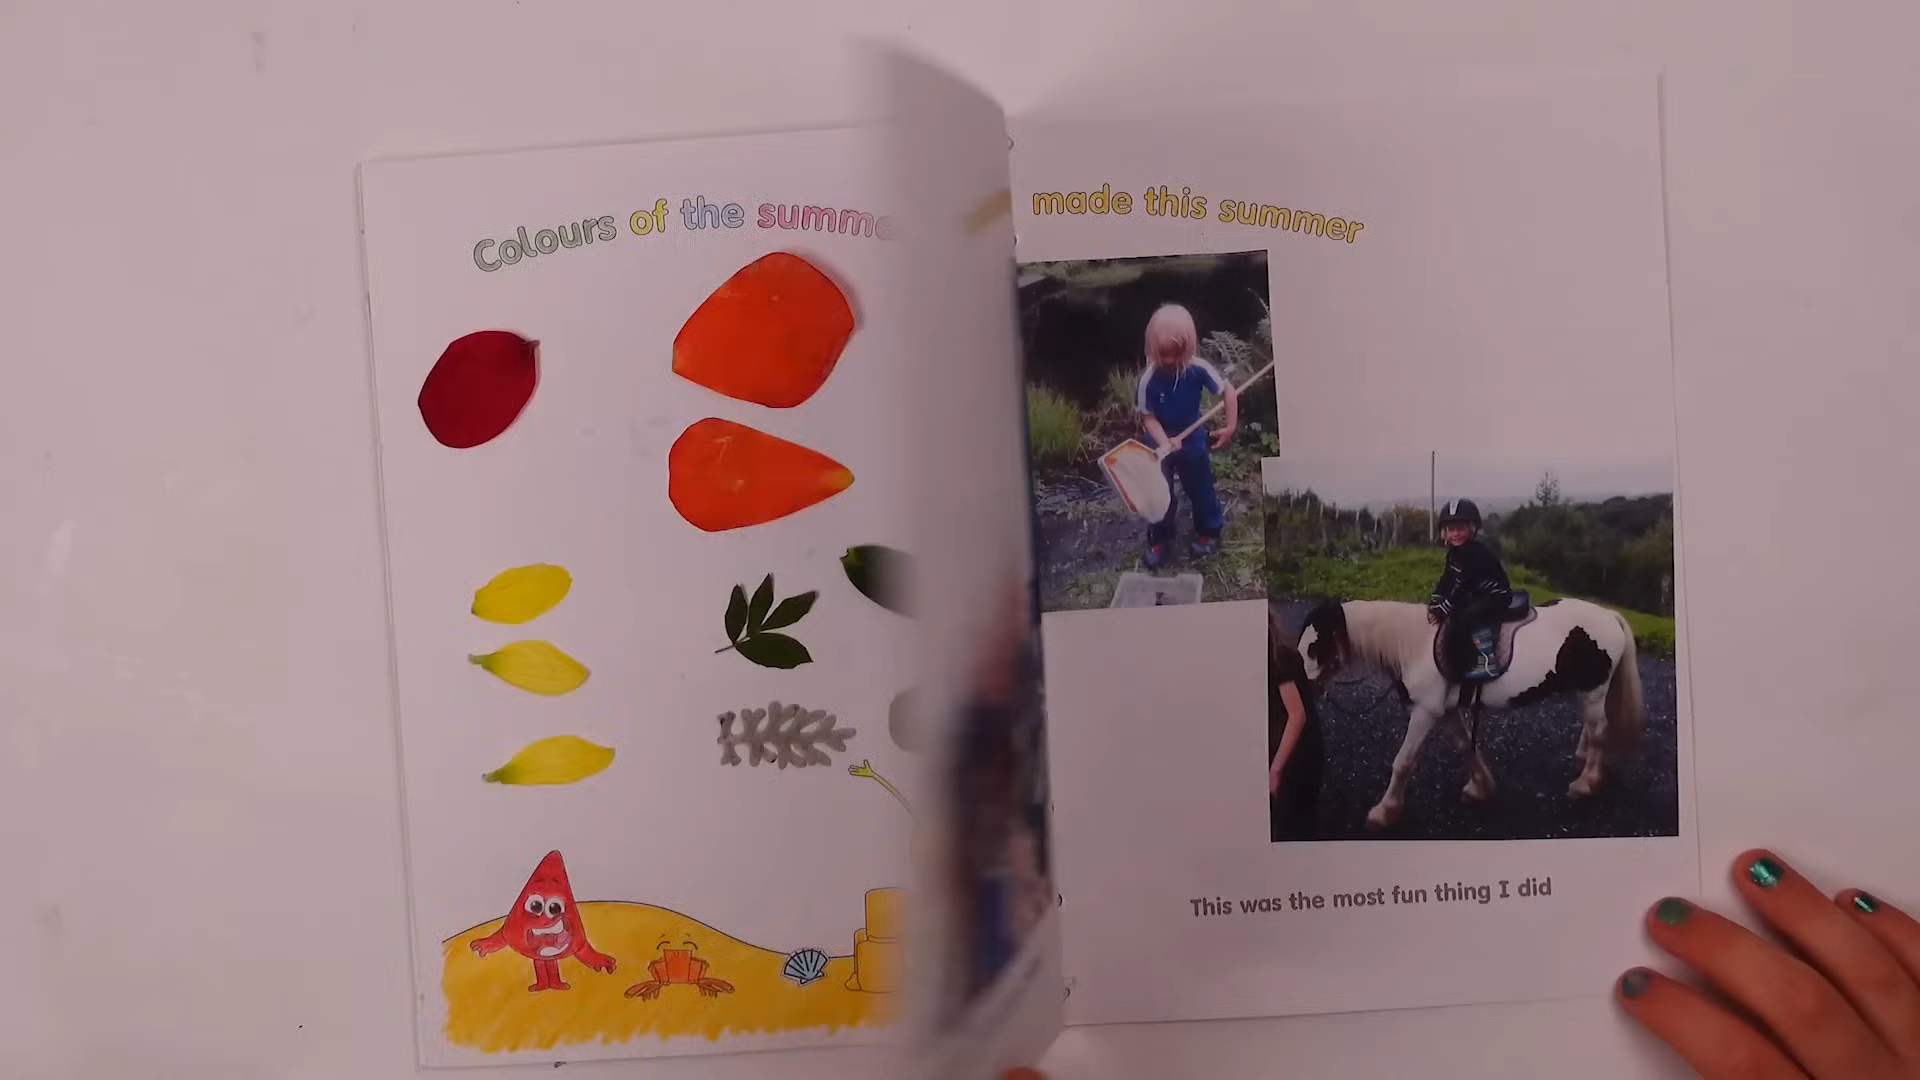 Colours of the summe
made this summer
This was the most fun thing I did